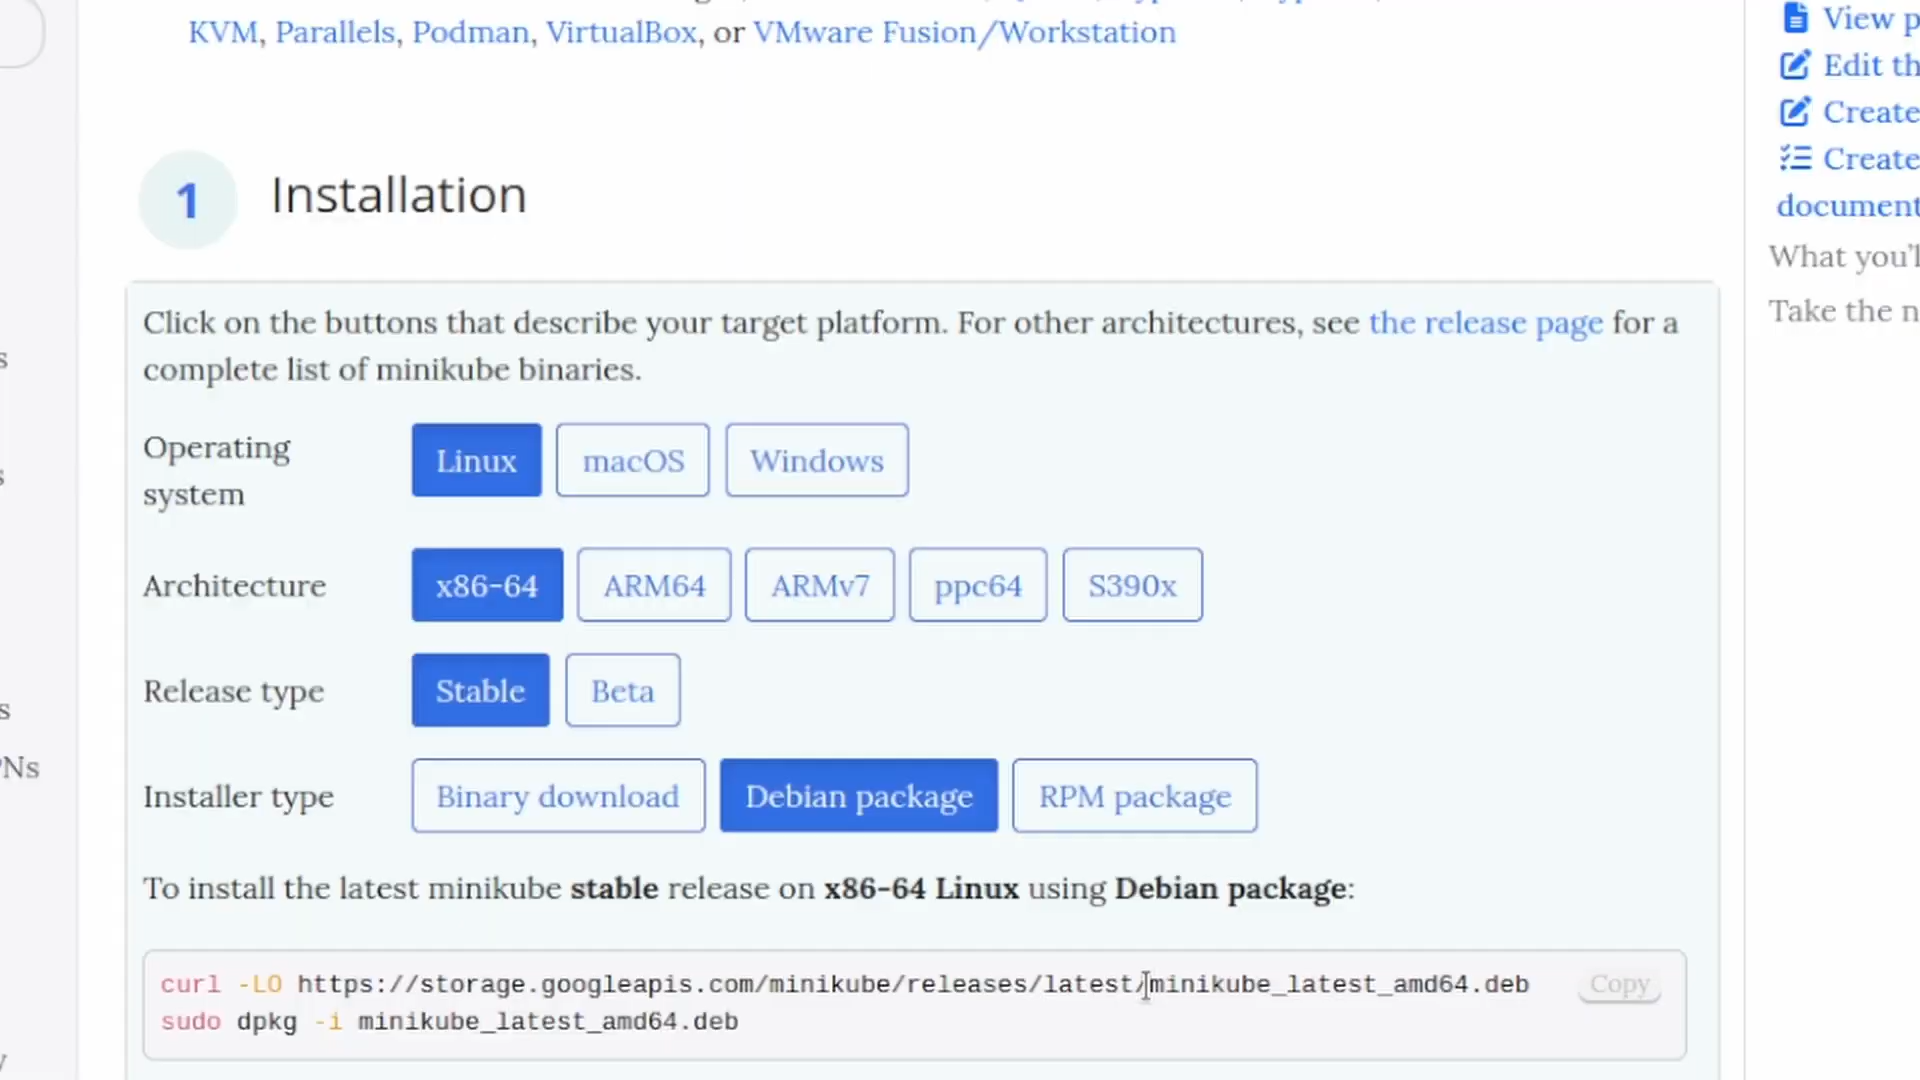 KVM, Parallels, Podman, VirtualBox, or VMware Fusion/Workstation
1 Installation
Click on the buttons that describe your target platform. For other architectures, see the release page for a
complete list of minikube binaries.
Operating
system
Linux macOS Windows
Architecture x86-64 ARM64 ARMv7 ppc64 S390x
Release type Stable Beta
Installer type Binary download Debian package RPM package
To install the latest minikube stable release on x86-64 Linux using Debian package:
curl -LO https://storage.googleapis.com/minikube/releases/latest/minikube_latest_amd64.deb
Copy
sudo dpkg -i minikube_latest_amd64.deb
View p
Edit th
Create
Create
document
What you'l
Take the n